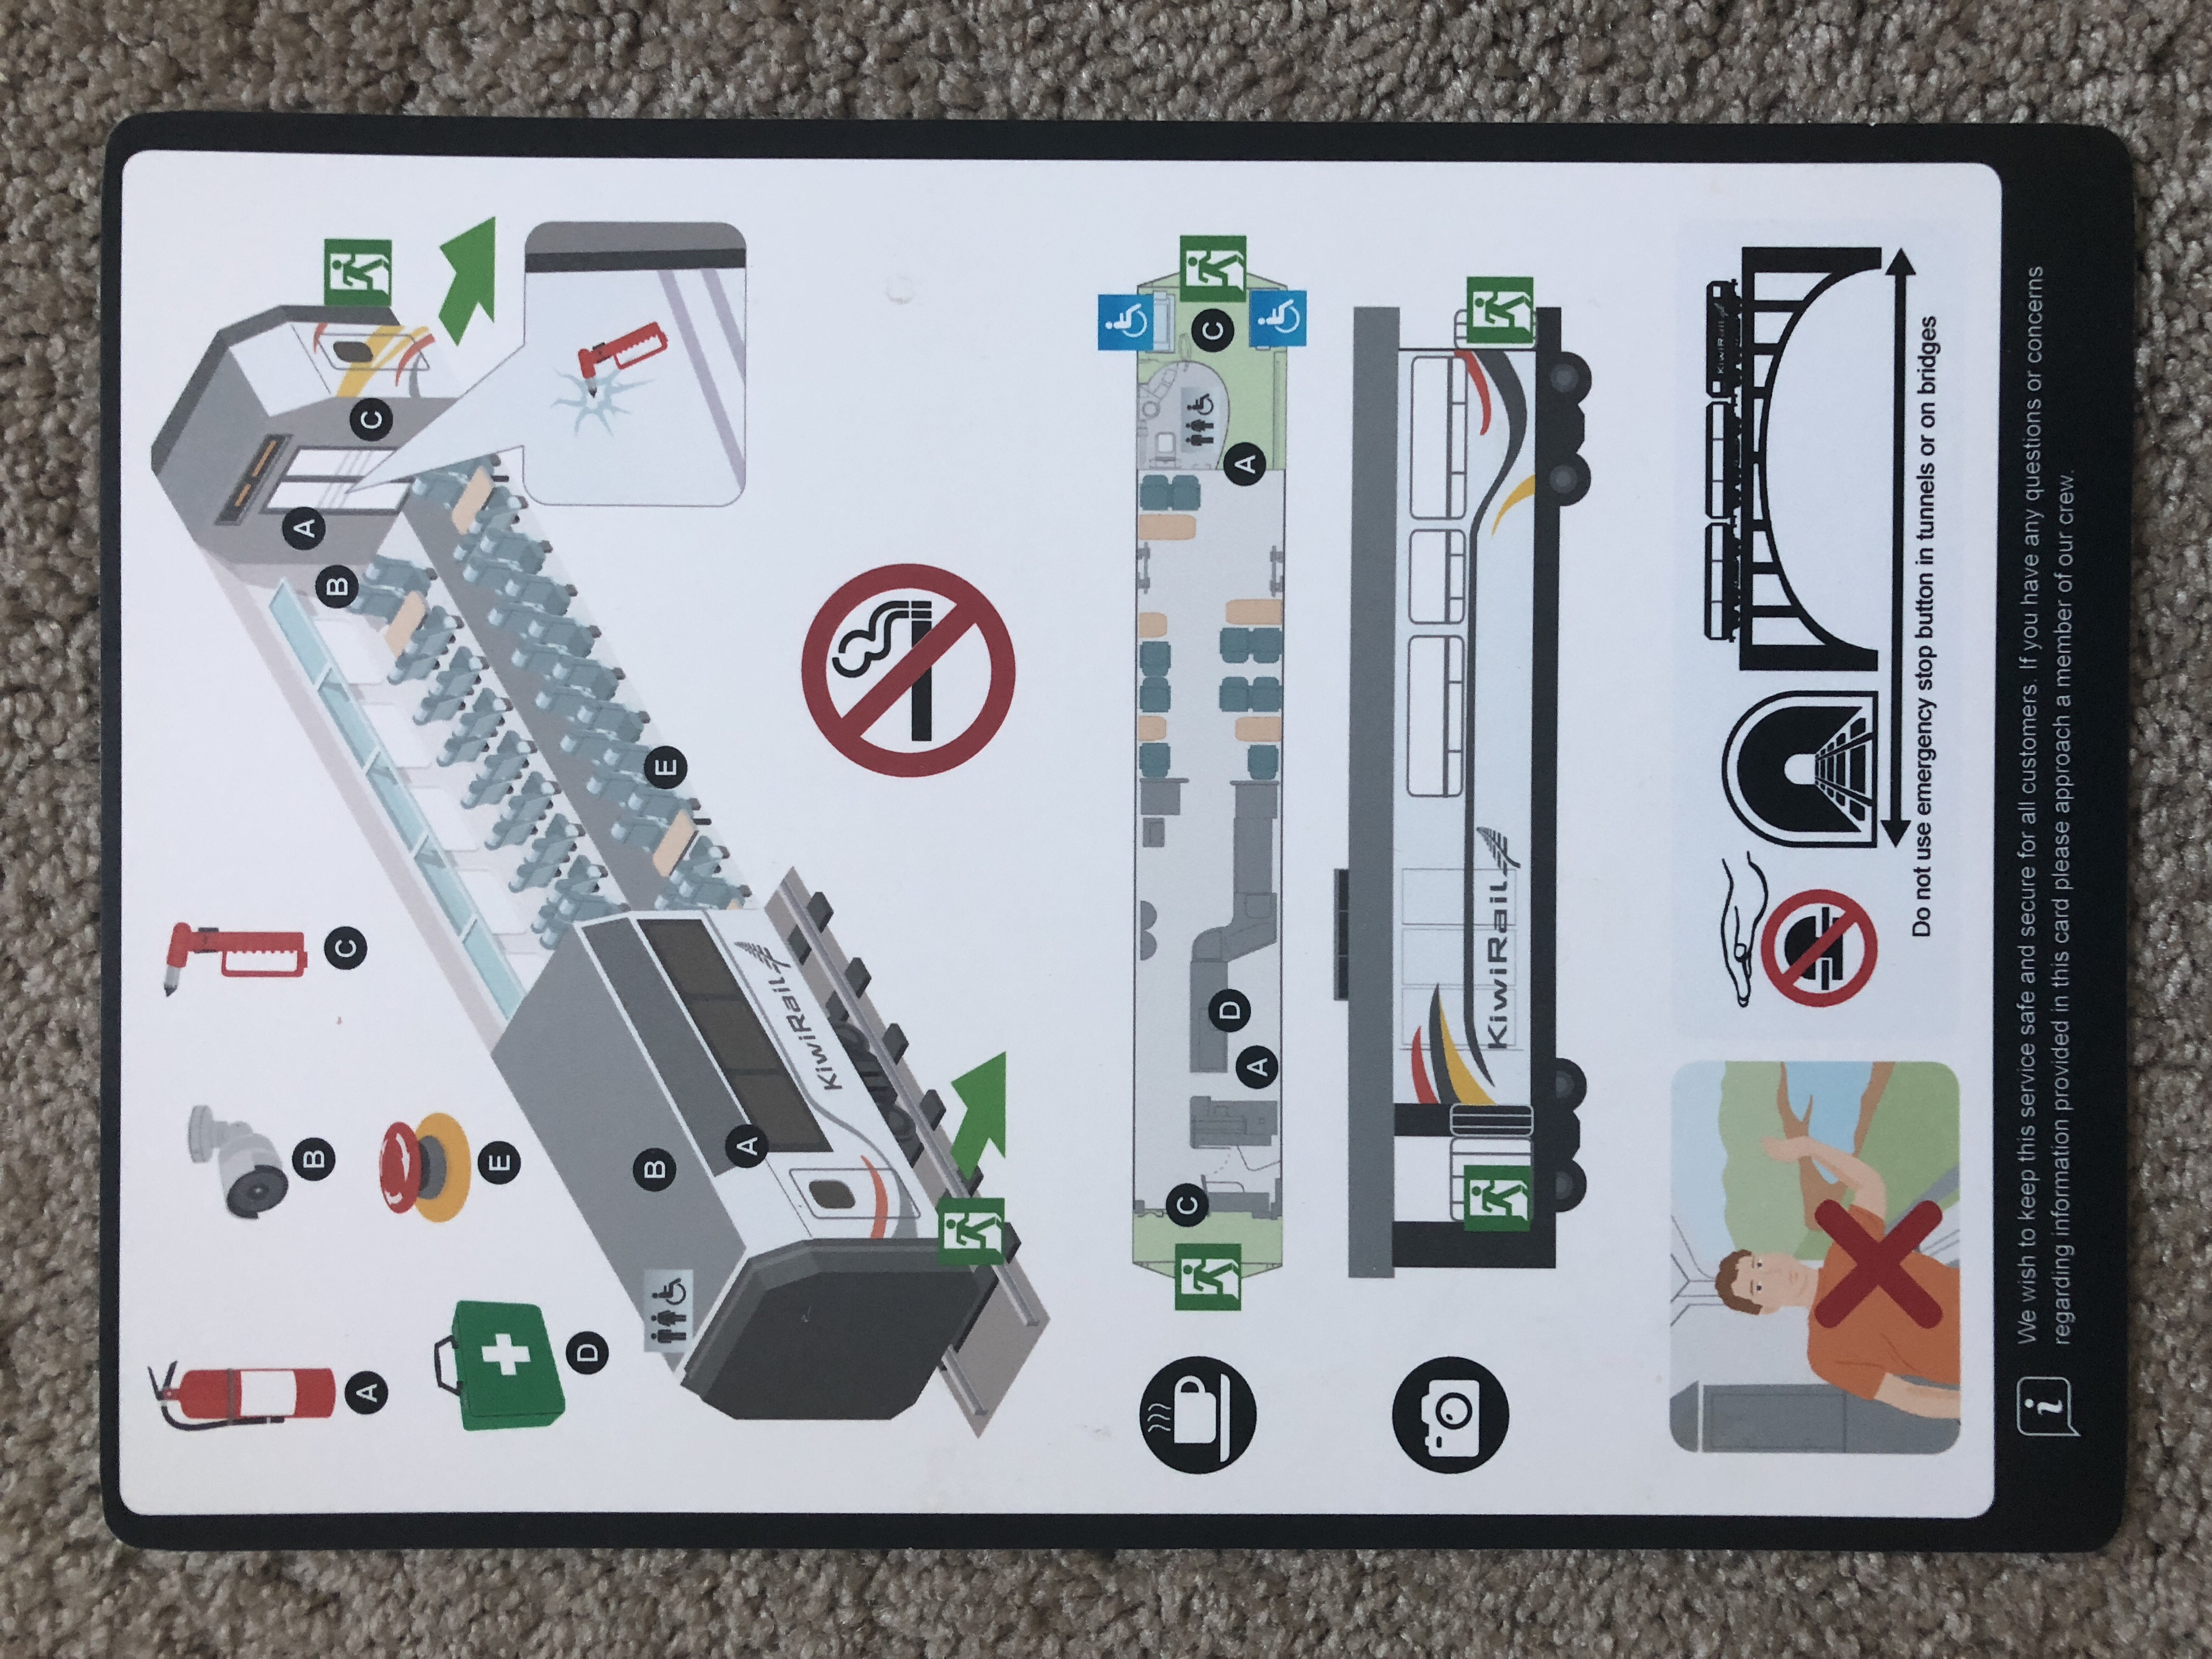 A
B
C
D
E
A
B
C
B
A
E
KiwiRail
C
D
A
A
C
KiwiRail
KiwiRail
Do not use emergency stop button in tunnels or on bridges
i
We wish to keep this service safe and secure for all customers. If you have any questions or concerns
regarding information provided in this card please approach a member of our crew.